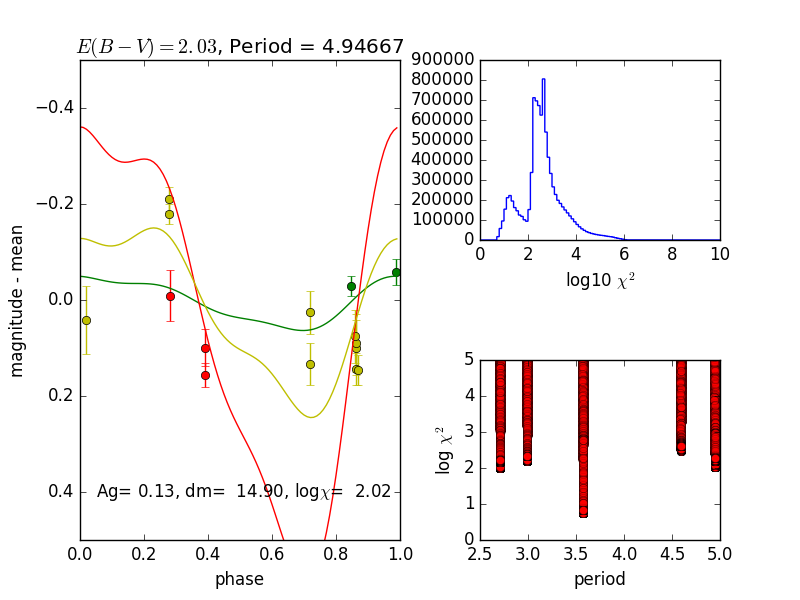 E(B−V)=2.03, Period = 4.94667
−0.4
−0.2
0.0
0.2
0.4
magnitude - mean
Ag= 0.13, dm= 14.90, logχ= 2.02
0.0 0.2 0.4 0.6 0.8 1.0
phase
900000
800000
700000
600000
500000
400000
300000
200000
100000
0
0 2 4 6 8 10
log10 χ²
5
4
3
2
1
0
log χ²
2.5 3.0 3.5 4.0 4.5 5.0
period